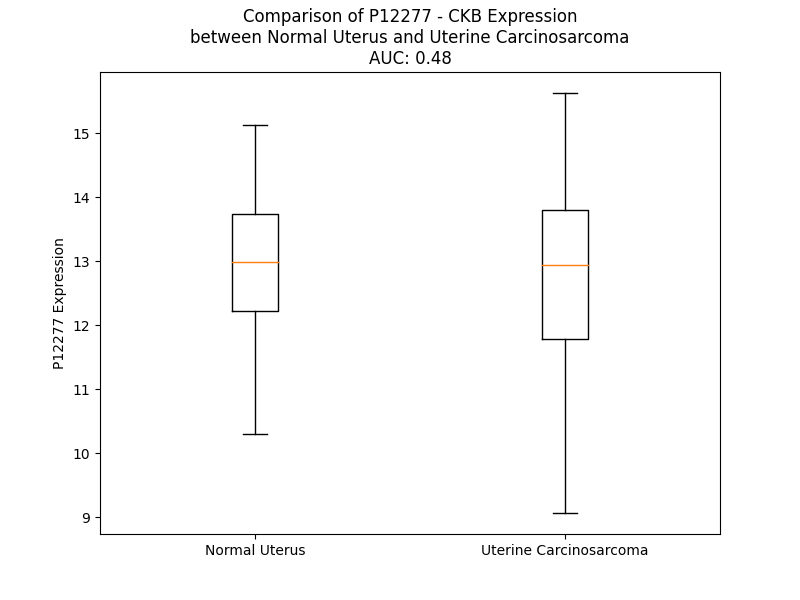 Comparison of P12277 - CKB Expression
between Normal Uterus and Uterine Carcinosarcoma
AUC: 0.48
P12277 Expression
15
14
13
12
11
10
9
Normal Uterus
Uterine Carcinosarcoma